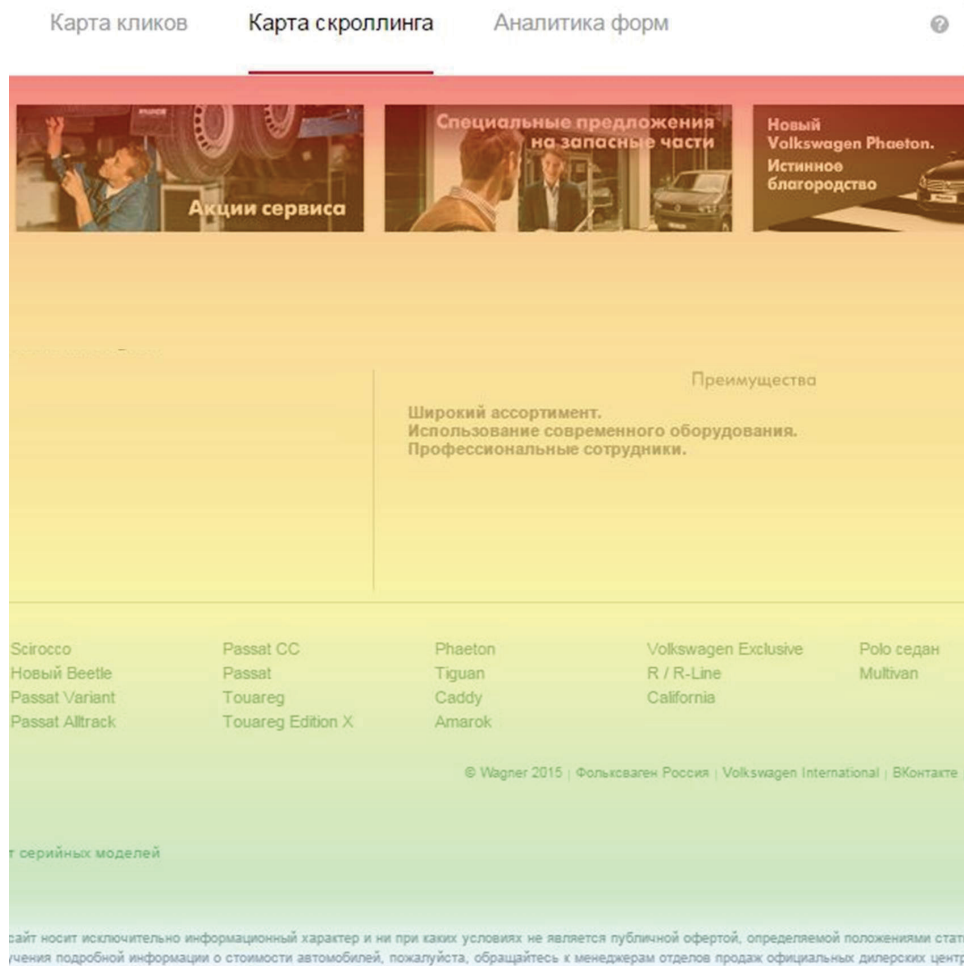 Карта кликов Карта скроллинга Аналитика форм ?
Акции сервиса
Специальные предложения
на запасные части
Новый
Volkswagen Phaeton.
Истинное
благородство
Преимущества
Широкий ассортимент.
Использование современного оборудования.
Профессиональные сотрудники.
Scirocco Passat CC Phaeton Volkswagen Exclusive Polo седан
Новый Beetle Passat Tiguan R / R-Line Multivan
Passat Variant Touareg Caddy California
Passat Alltrack Touareg Edition X Amarok
© Wagner 2015 | Фольксваген Россия | Volkswagen International | ВКонтакте
т серийных моделей
сайт носит исключительно информационный характер и ни при каких условиях не является публичной офертой, определяемой положениями стат
учения подробной информации о стоимости автомобилей, пожалуйста, обращайтесь к менеджерам отделов продаж официальных дилерских центр